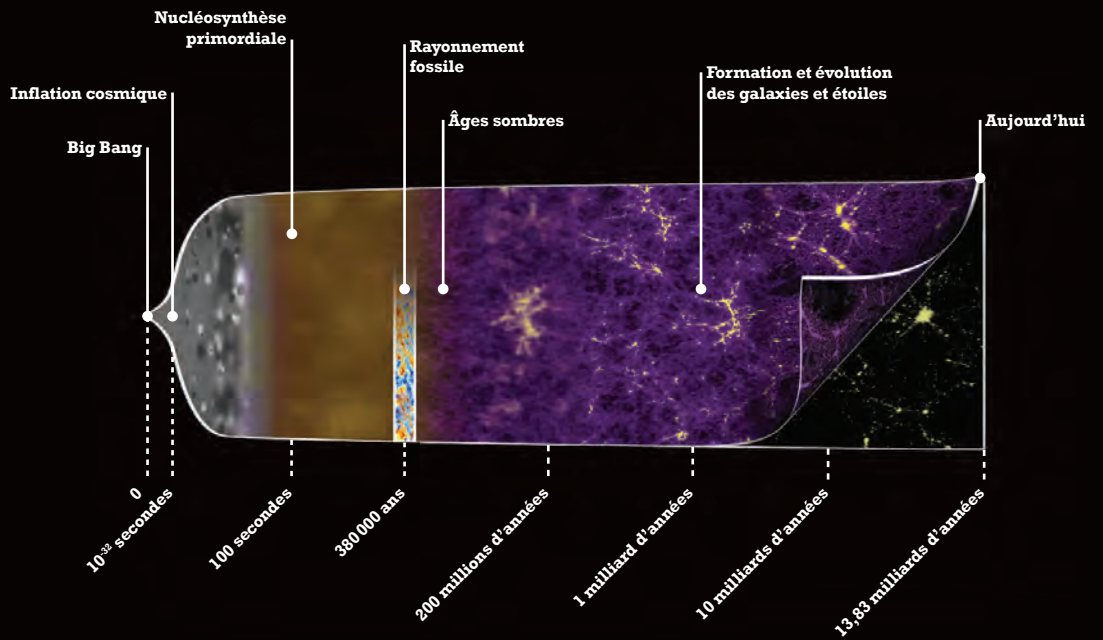 Nucléosynthèse
primordiale
Rayonnement
fossile
Formation et évolution
des galaxies et étoiles
Inflation cosmique
Âges sombres
Aujourd'hui
Big Bang
0
10⁻³² secondes
100 secondes
380 000 ans
200 millions d'années
1 milliard d'années
10 milliards d'années
13,83 milliards d'années